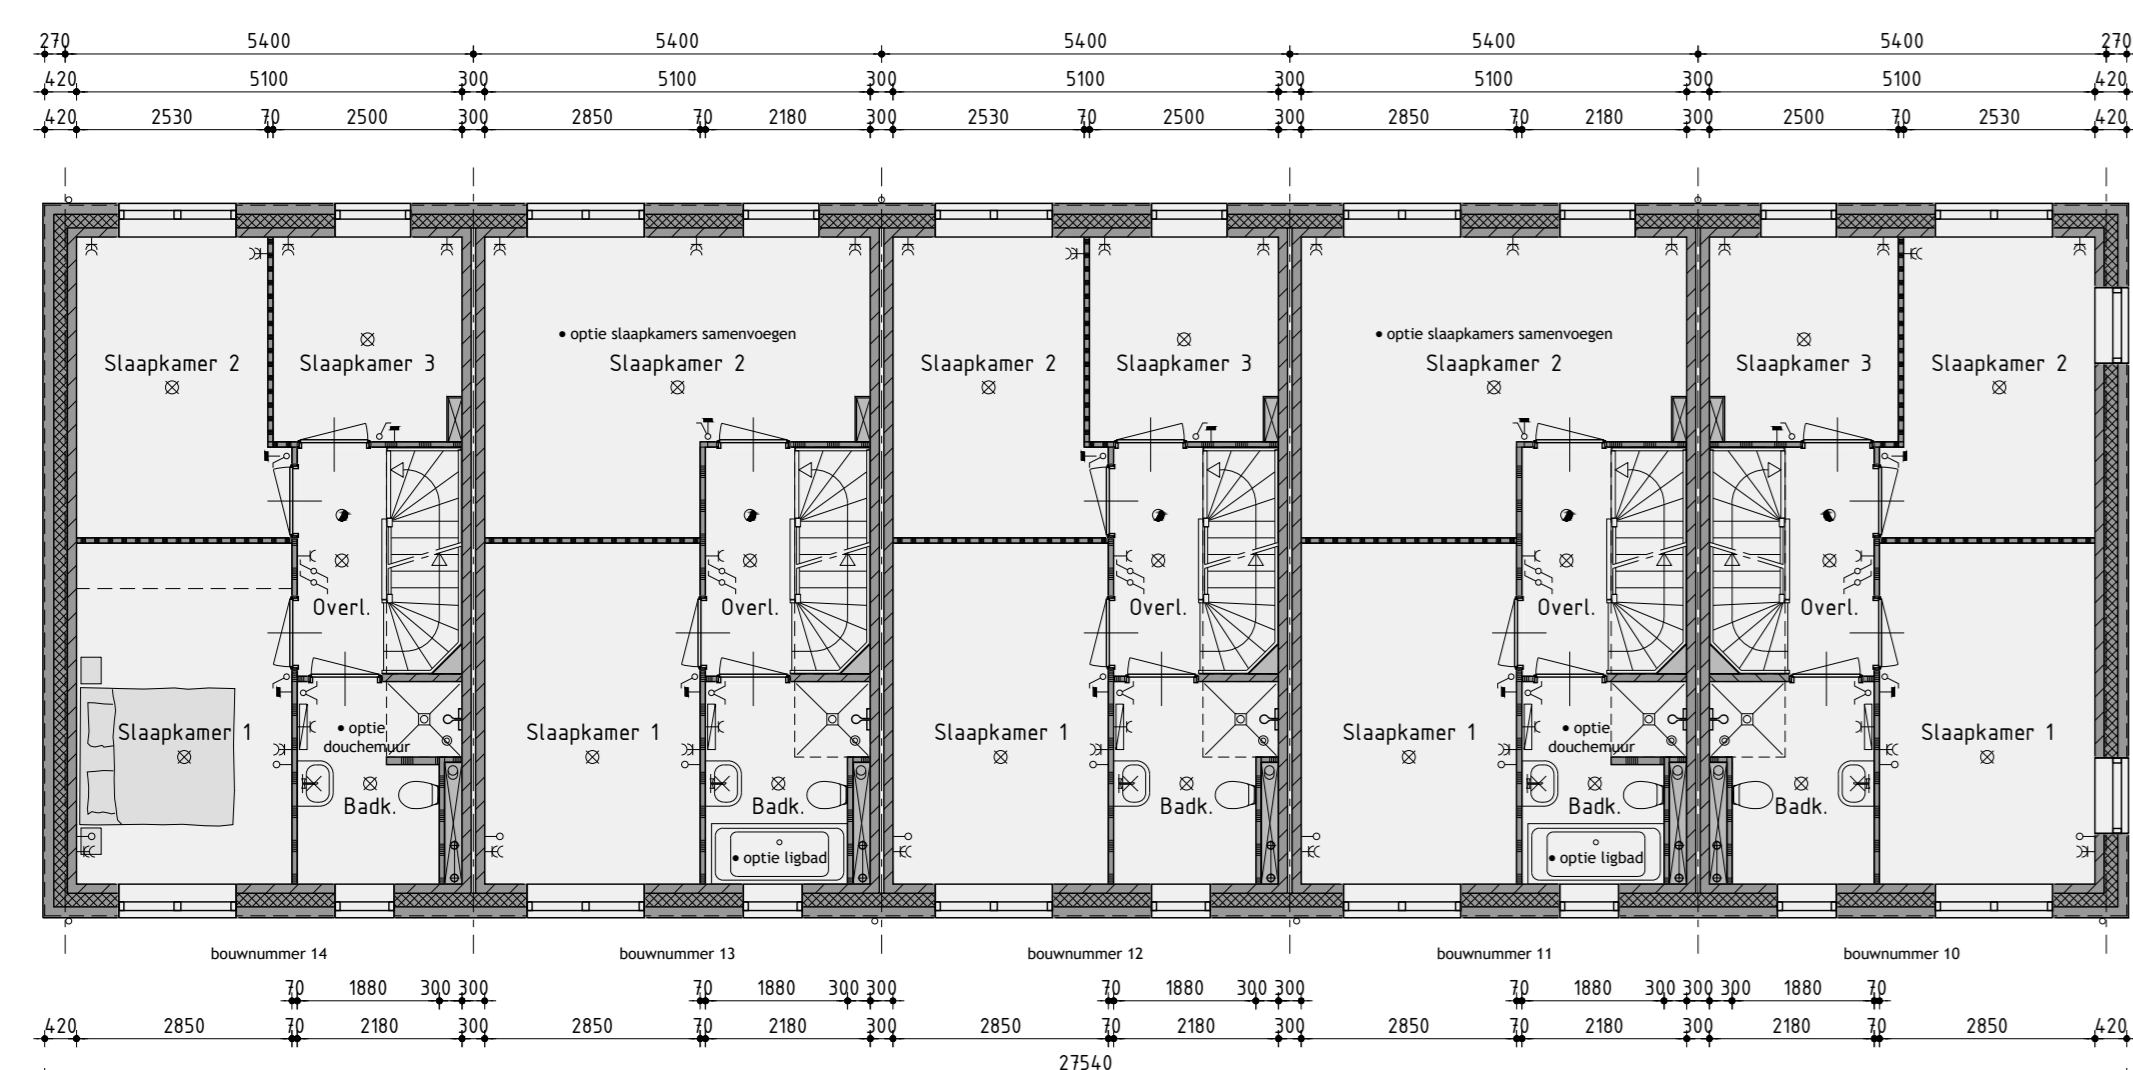 270 5400 5400 5400 5400 5400 270
420 5100 300 5100 300 5100 300 5100 300 5100 420
420 2530 70 2500 300 2850 70 2180 300 2530 70 2500 300 2850 70 2180 300 2500 70 2530 420
• optie slaapkamers samenvoegen • optie slaapkamers samenvoegen
Slaapkamer 2 Slaapkamer 3 Slaapkamer 2 Slaapkamer 2 Slaapkamer 3 Slaapkamer 2 Slaapkamer 3 Slaapkamer 2
Overl. Overl. Overl. Overl. Overl.
• optie • optie
Slaapkamer 1 Slaapkamer 1 Slaapkamer 1 Slaapkamer 1 Slaapkamer 1
douchemuur douchemuur
Badk. Badk. Badk. Badk. Badk.
• optie ligbad • optie ligbad
bouwnummer 14 bouwnummer 13 bouwnummer 12 bouwnummer 11 bouwnummer 10
70 1880 300 300 70 1880 300 300 70 1880 300 300 70 1880 300 300 300 1880 70
420 2850 70 2180 300 2850 70 2180 300 2850 70 2180 300 2850 70 2180 300 2180 70 2850 420
27540